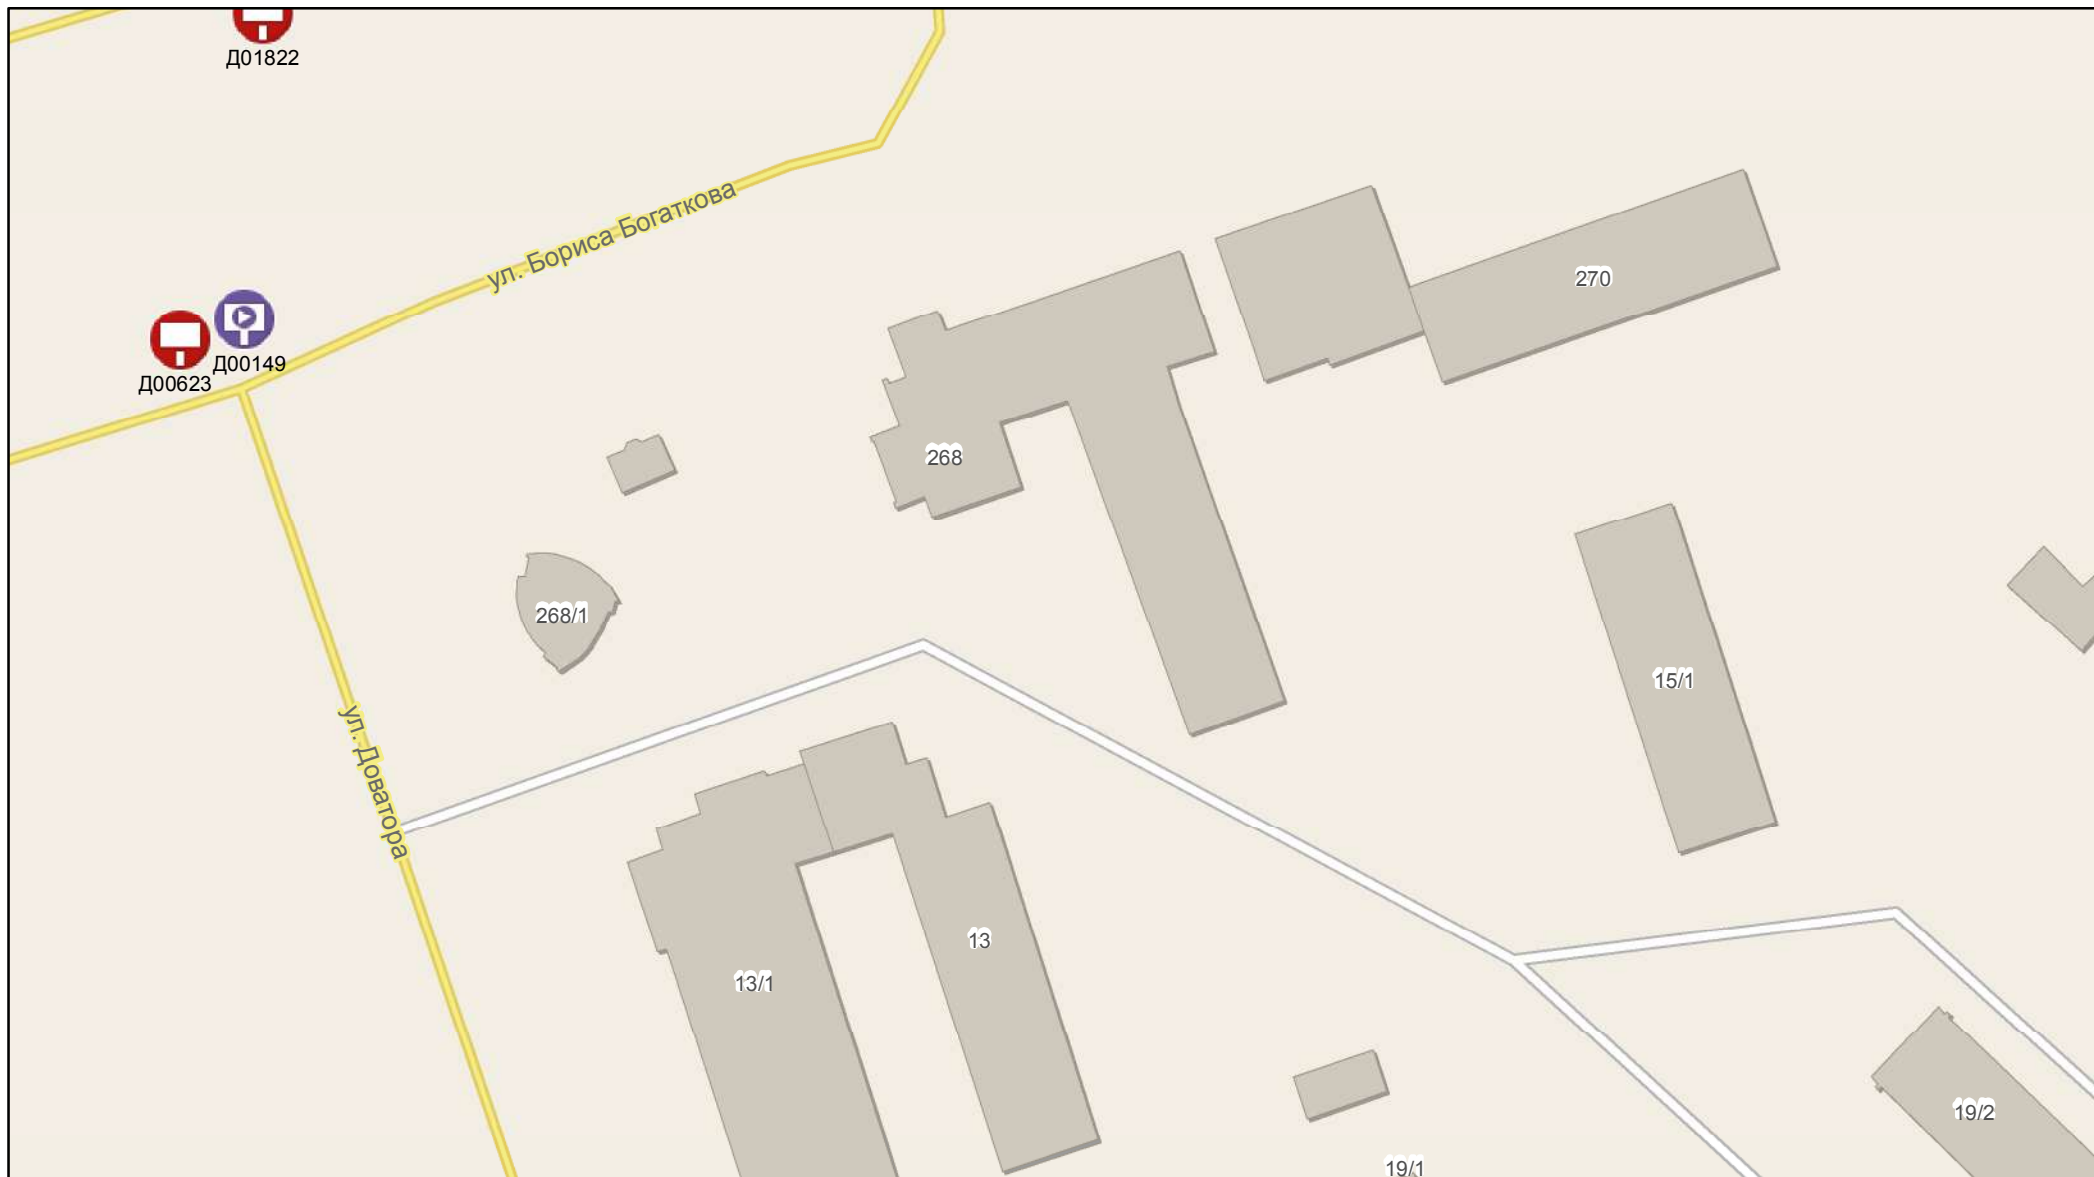 Д01822
ул. Бориса Богаткова
270
Д00149
Д00623
268
268/1
15/1
ул. Доватора
13
13/1
19/2
19/1